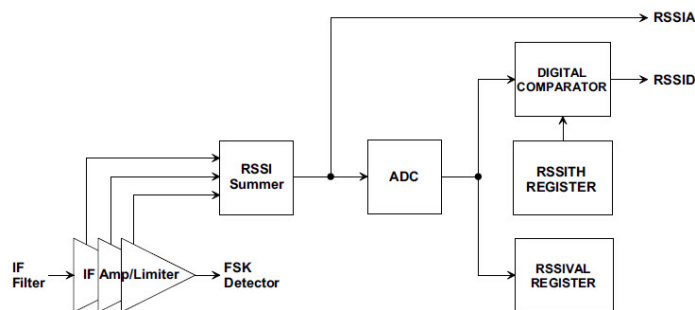 RSSIA
DIGITAL
COMPARATOR
RSSID
RSSI
Summer
ADC
RSSITH
REGISTER
IF
Filter
IF Amp/Limiter
FSK
Detector
RSSIVAL
REGISTER